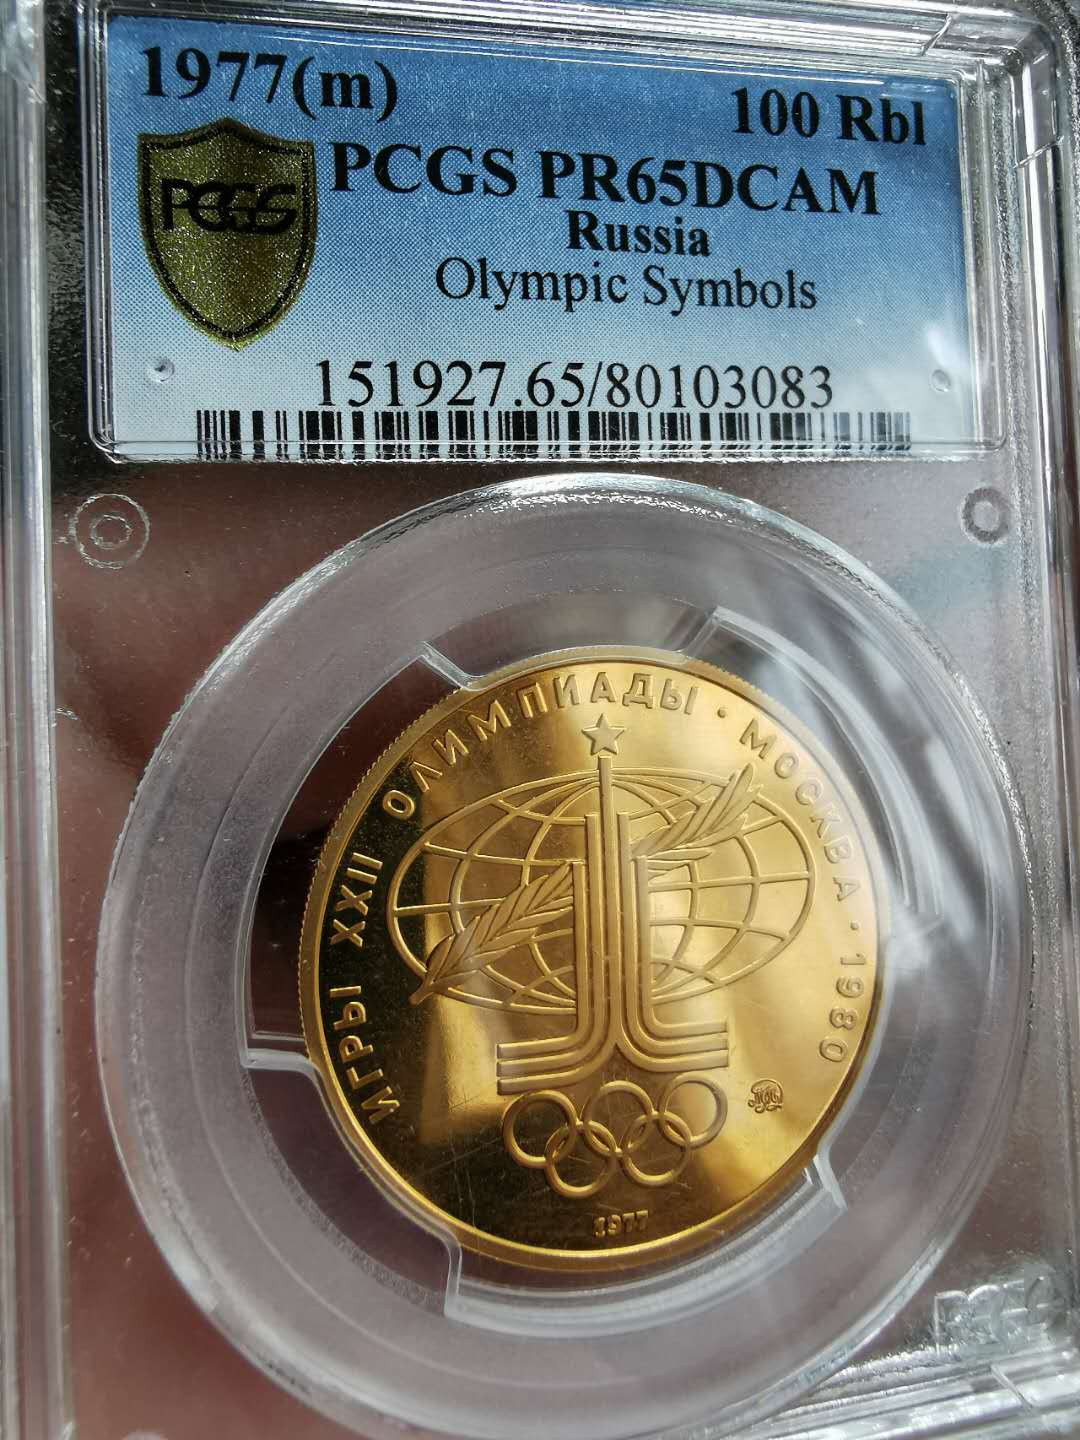 1977(m)
100 Rbl
PCGS
PCGS PR65DCAM
Russia
Olympic Symbols
151927.65/80103083
ИГРЫ XXII ОЛИМПИАДЫ · МОСКВА · 1980
1977